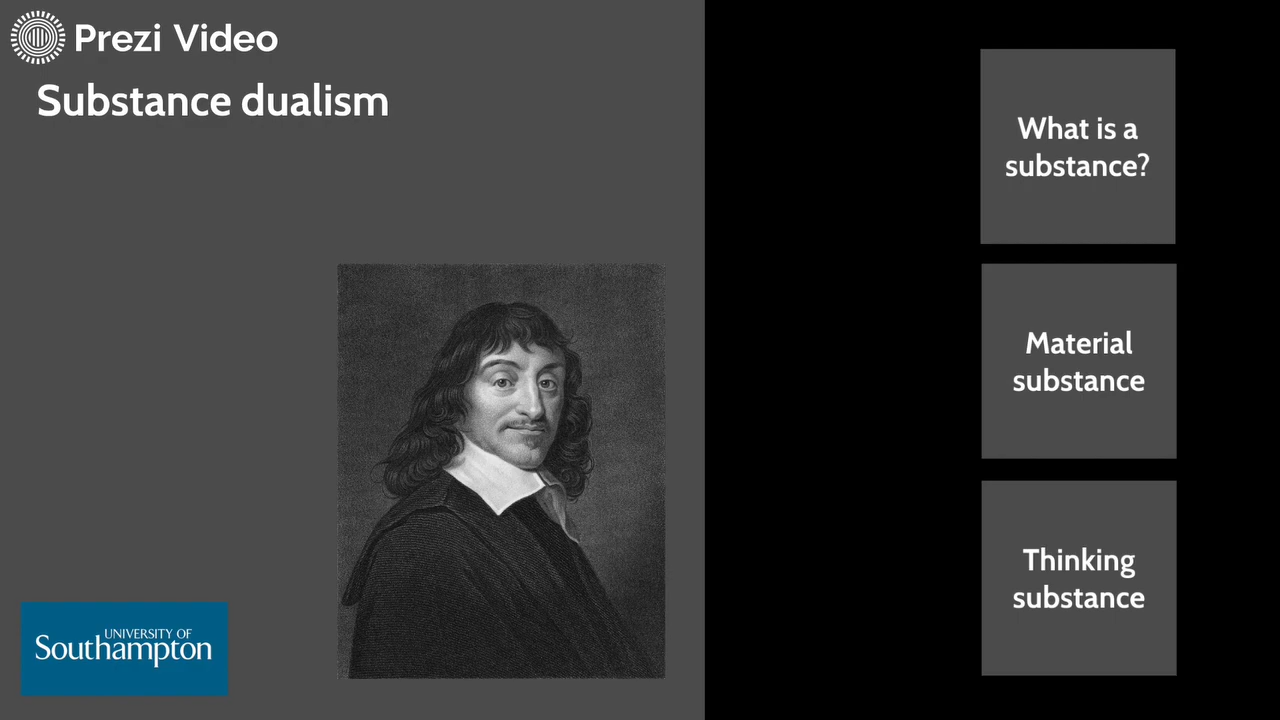 Prezi Video
Substance dualism
What is a
substance?
Material
substance
Thinking
substance
UNIVERSITY OF
Southampton